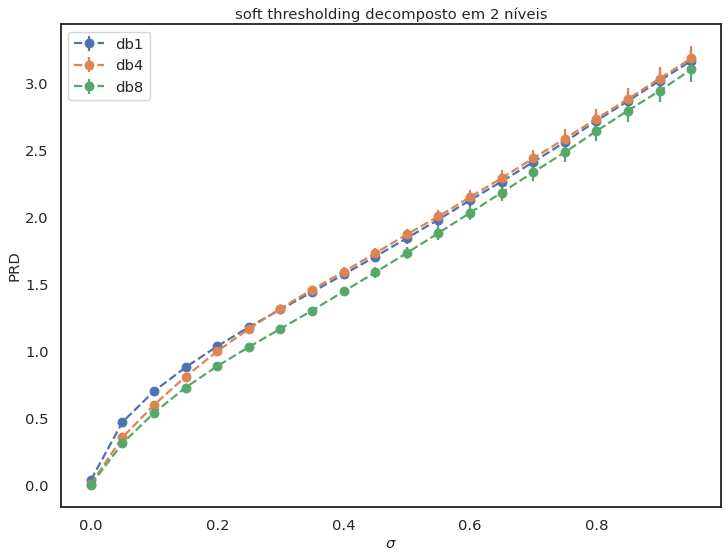 soft thresholding decomposto em 2 níveis
db1
db4
db8
PRD
3.0
2.5
2.0
1.5
1.0
0.5
0.0
0.0 0.2 0.4 0.6 0.8
σ